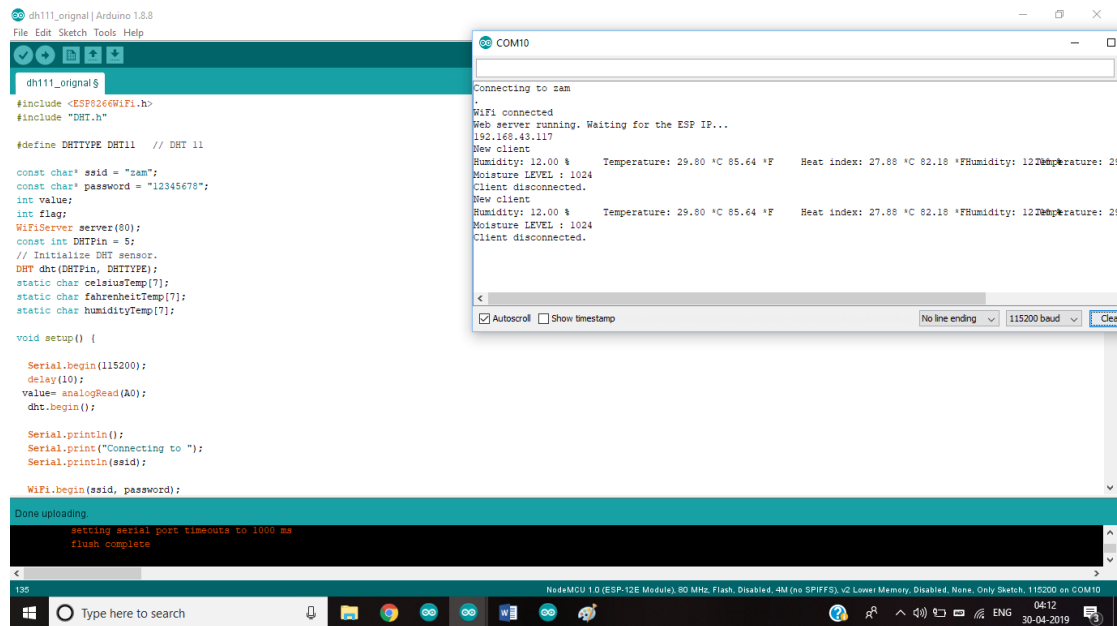 dh111_orignal | Arduino 1.8.8
File Edit Sketch Tools Help
dh111_orignal §
#include <ESP8266WiFi.h>
#include "DHT.h"
#define DHTTYPE DHT11   // DHT 11
const char* ssid = "zam";
const char* password = "12345678";
int value;
int flag;
WiFiServer server(80);
const int DHTPin = 5;
// Initialize DHT sensor.
DHT dht(DHTPin, DHTTYPE);
static char celsiusTemp[7];
static char fahrenheitTemp[7];
static char humidityTemp[7];
void setup() {
Serial.begin(115200);
delay(10);
value= analogRead(A0);
dht.begin();
Serial.println();
Serial.print("Connecting to ");
Serial.println(ssid);
WiFi.begin(ssid, password);
COM10
Connecting to zam
.
WiFi connected
Web server running. Waiting for the ESP IP...
192.168.43.117
New client
Humidity: 12.00 % Temperature: 29.80 *C 85.64 *F Heat index: 27.88 *C 82.18 *FHumidity: 12
Moisture LEVEL : 1024
Client disconnected.
New client
Humidity: 12.00 % Temperature: 29.80 *C 85.64 *F Heat index: 27.88 *C 82.18 *FHumidity: 12
Moisture LEVEL : 1024
Client disconnected.
Autoscroll Show timestamp No line ending 115200 baud Clea
Done uploading.
setting serial port timeouts to 1000 ms
flush complete
135 NodeMCU 1.0 (ESP-12E Module), 80 MHz, Flash, Disabled, 4M (no SPIFFS), v2 Lower Memory, Disabled, None, Only Sketch, 115200 on COM10
Type here to search ENG 04:12
30-04-2019 3